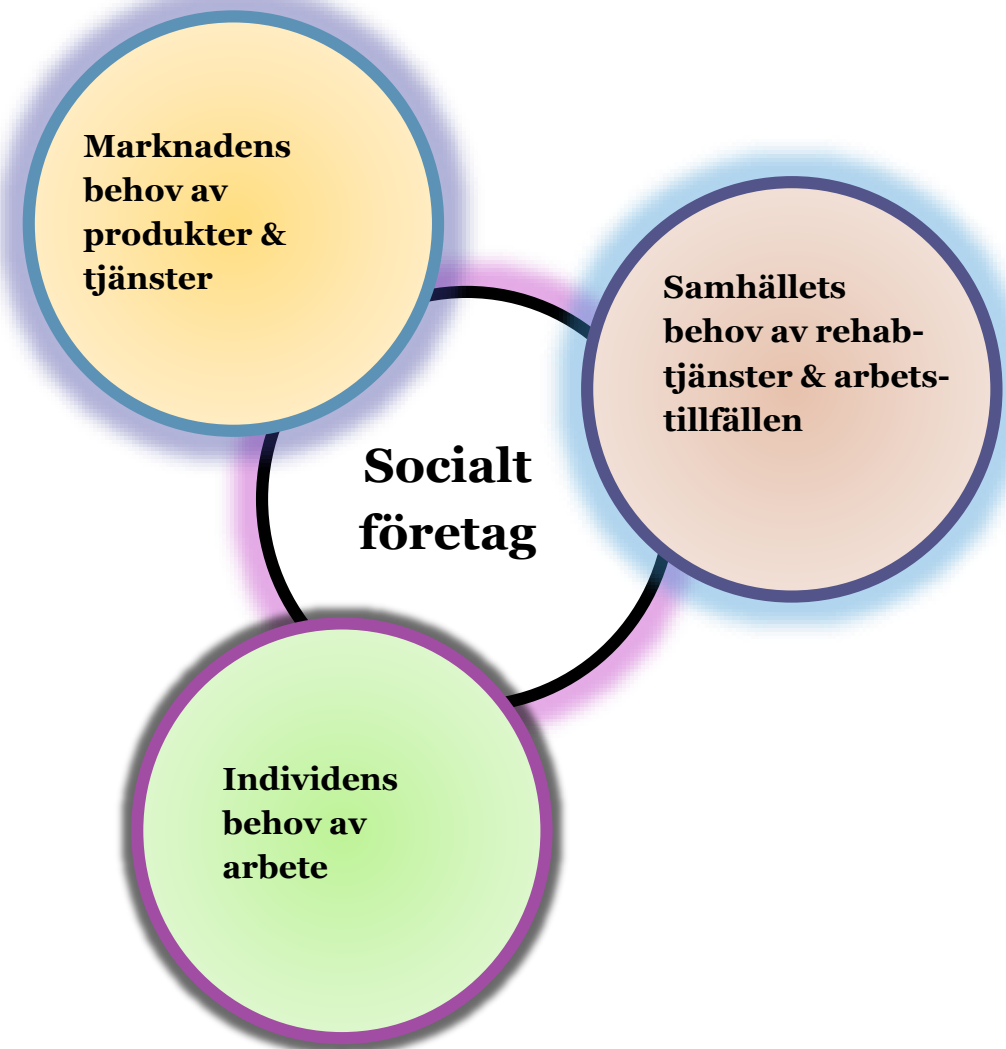 Marknadens
behov av
produkter &
tjänster
Samhällets
behov av rehab-
tjänster & arbets-
tillfällen
Socialt
företag
Individens
behov av
arbete